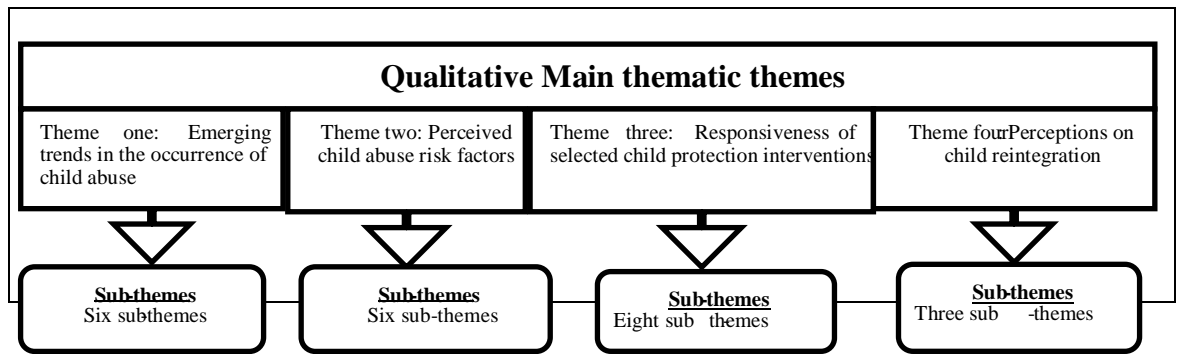 Qualitative Main thematic themes
Theme one: Emerging
trends in the occurrence of
child abuse
Theme two: Perceived
child abuse risk factors
Theme three: Responsiveness of
selected child protection interventions
Theme four: Perceptions on
child reintegration
Sub-themes
Six sub-themes
Sub-themes
Six sub-themes
Sub-themes
Eight sub themes
Sub-themes
Three sub -themes